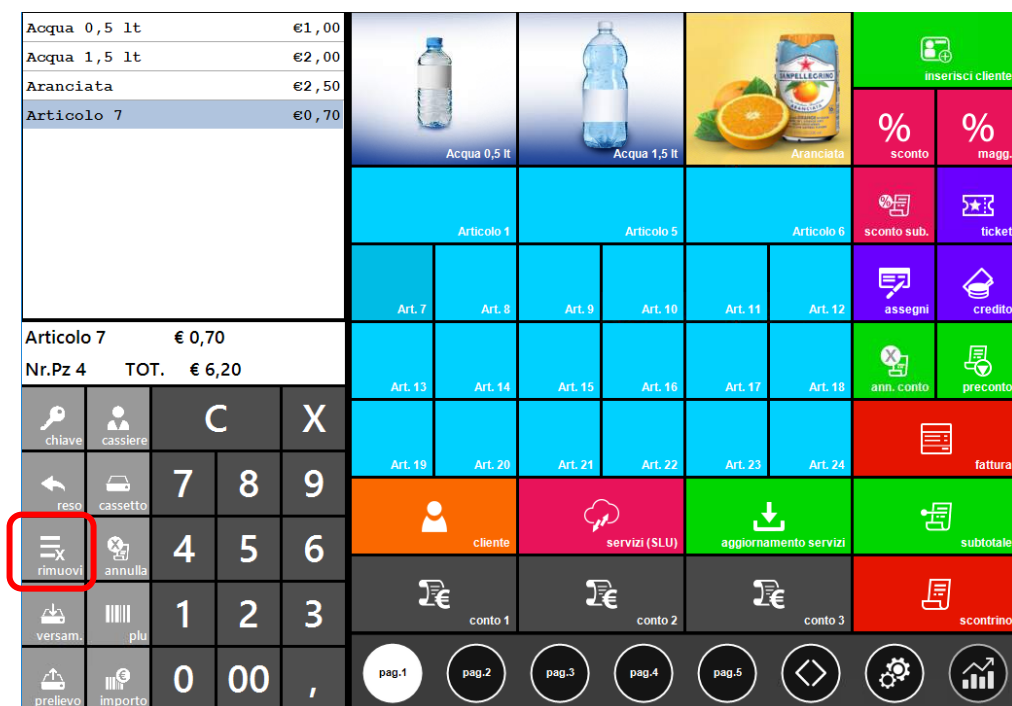 Acqua 0,5 lt €1,00
Acqua 1,5 lt €2,00
Aranciata €2,50
Articolo 7 €0,70
Articolo 7 € 0,70
Nr.Pz 4 TOT. € 6,20
chiave cassiere C X
reso cassetto 7 8 9
rimuovi annulla 4 5 6
versam. plu 1 2 3
prelievo importo 0 00 ,
SANPELLEGRINO
Acqua 0,5 lt Acqua 1,5 lt Aranciata
Articolo 1 Articolo 5 Articolo 6
Art. 7 Art. 8 Art. 9 Art. 10 Art. 11 Art. 12
Art. 13 Art. 14 Art. 15 Art. 16 Art. 17 Art. 18
Art. 19 Art. 20 Art. 21 Art. 22 Art. 23 Art. 24
cliente servizi (SLU) aggiornamento servizi
conto 1 conto 2 conto 3
pag.1 pag.2 pag.3 pag.4 pag.5
inserisci cliente
% %
sconto magg.
sconto sub. ticket
assegni credito
ann. conto preconto
fattura
subtotale
scontrino